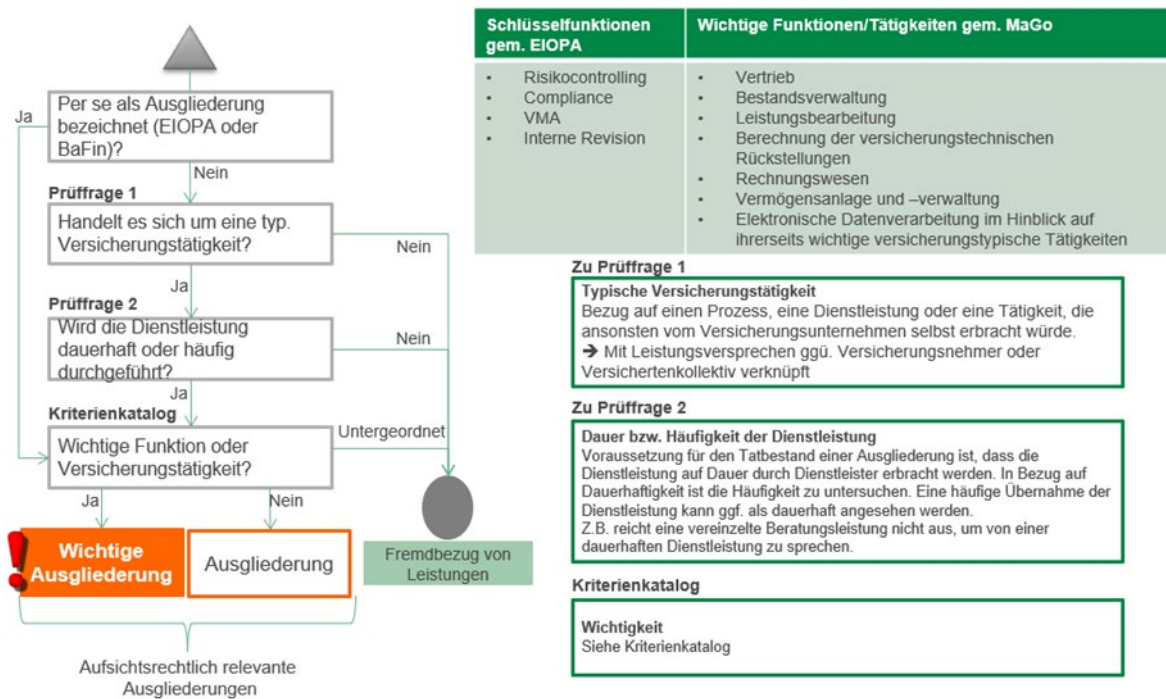 Per se als Ausgliederung
bezeichnet (EIOPA oder
BaFin)?
Ja
Nein
Prüffrage 1
Handelt es sich um eine typ.
Versicherungstätigkeit?
Nein
Ja
Prüffrage 2
Wird die Dienstleistung
dauerhaft oder häufig
durchgeführt?
Nein
Ja
Kriterienkatalog
Wichtige Funktion oder
Versicherungstätigkeit?
Untergeordnet
Ja
Nein
Wichtige
Ausgliederung
Ausgliederung
Fremdbezug von
Leistungen
Aufsichtsrechtlich relevante
Ausgliederungen
Schlüsselfunktionen
gem. EIOPA
• Risikocontrolling
• Compliance
• VMA
• Interne Revision
Wichtige Funktionen/Tätigkeiten gem. MaGo
• Vertrieb
• Bestandsverwaltung
• Leistungsbearbeitung
• Berechnung der versicherungstechnischen
Rückstellungen
• Rechnungswesen
• Vermögensanlage und –verwaltung
• Elektronische Datenverarbeitung im Hinblick auf
ihrerseits wichtige versicherungstypische Tätigkeiten
Zu Prüffrage 1
Typische Versicherungstätigkeit
Bezug auf einen Prozess, eine Dienstleistung oder eine Tätigkeit, die
ansonsten vom Versicherungsunternehmen selbst erbracht würde.
➔ Mit Leistungsversprechen ggü. Versicherungsnehmer oder
Versichertenkollektiv verknüpft
Zu Prüffrage 2
Dauer bzw. Häufigkeit der Dienstleistung
Voraussetzung für den Tatbestand einer Ausgliederung ist, dass die
Dienstleistung auf Dauer durch Dienstleister erbracht werden. In Bezug auf
Dauerhaftigkeit ist die Häufigkeit zu untersuchen. Eine häufige Übernahme der
Dienstleistung kann ggf. als dauerhaft angesehen werden.
Z.B. reicht eine vereinzelte Beratungsleistung nicht aus, um von einer
dauerhaften Dienstleistung zu sprechen.
Kriterienkatalog
Wichtigkeit
Siehe Kriterienkatalog